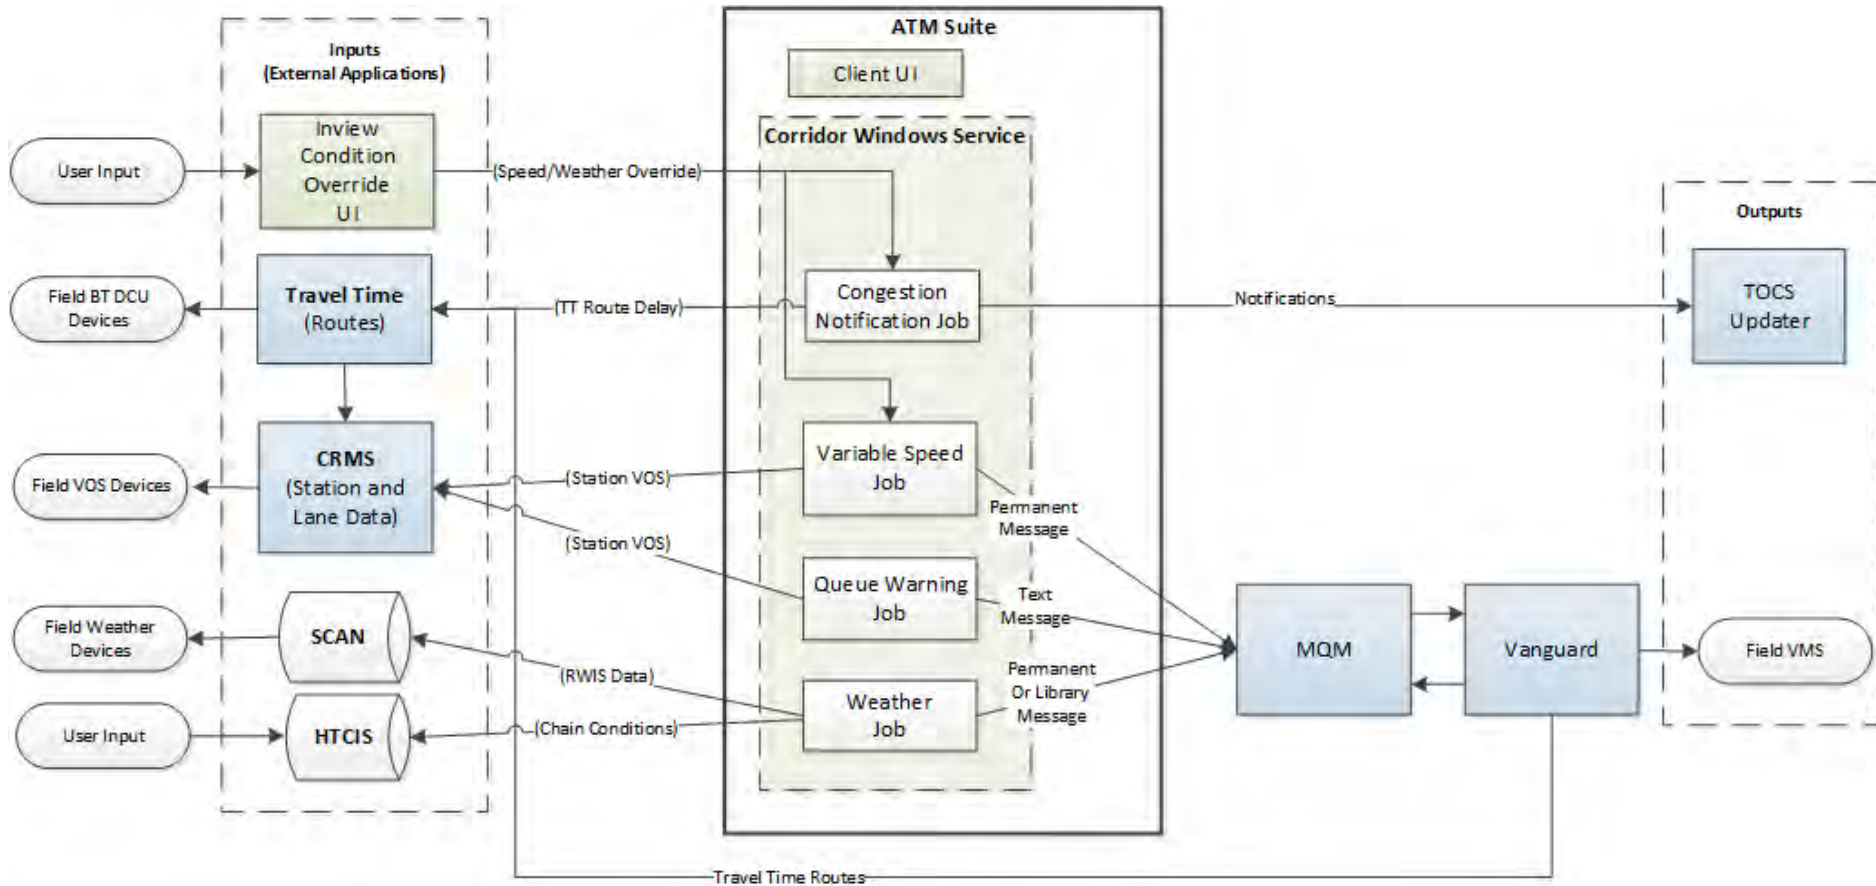 ATM Suite
Inputs
(External Applications)
Client UI
Corridor Windows Service
Inview
Condition
Override
UI
User Input
(Speed/Weather Override)
Outputs
Field BT DCU
Devices
Travel Time
(Routes)
(TT Route Delay)
Congestion
Notification Job
Notifications
TOCS
Updater
Field VOS Devices
CRMS
(Station and
Lane Data)
(Station VOS)
Variable Speed
Job
Permanent
Message
(Station VOS)
Queue Warning
Job
Text
Message
Field Weather
Devices
SCAN
(RWIS Data)
Weather
Job
Permanent
Or Library
Message
MQM
Vanguard
Field VMS
User Input
HTCIS
(Chain Conditions)
Travel Time Routes